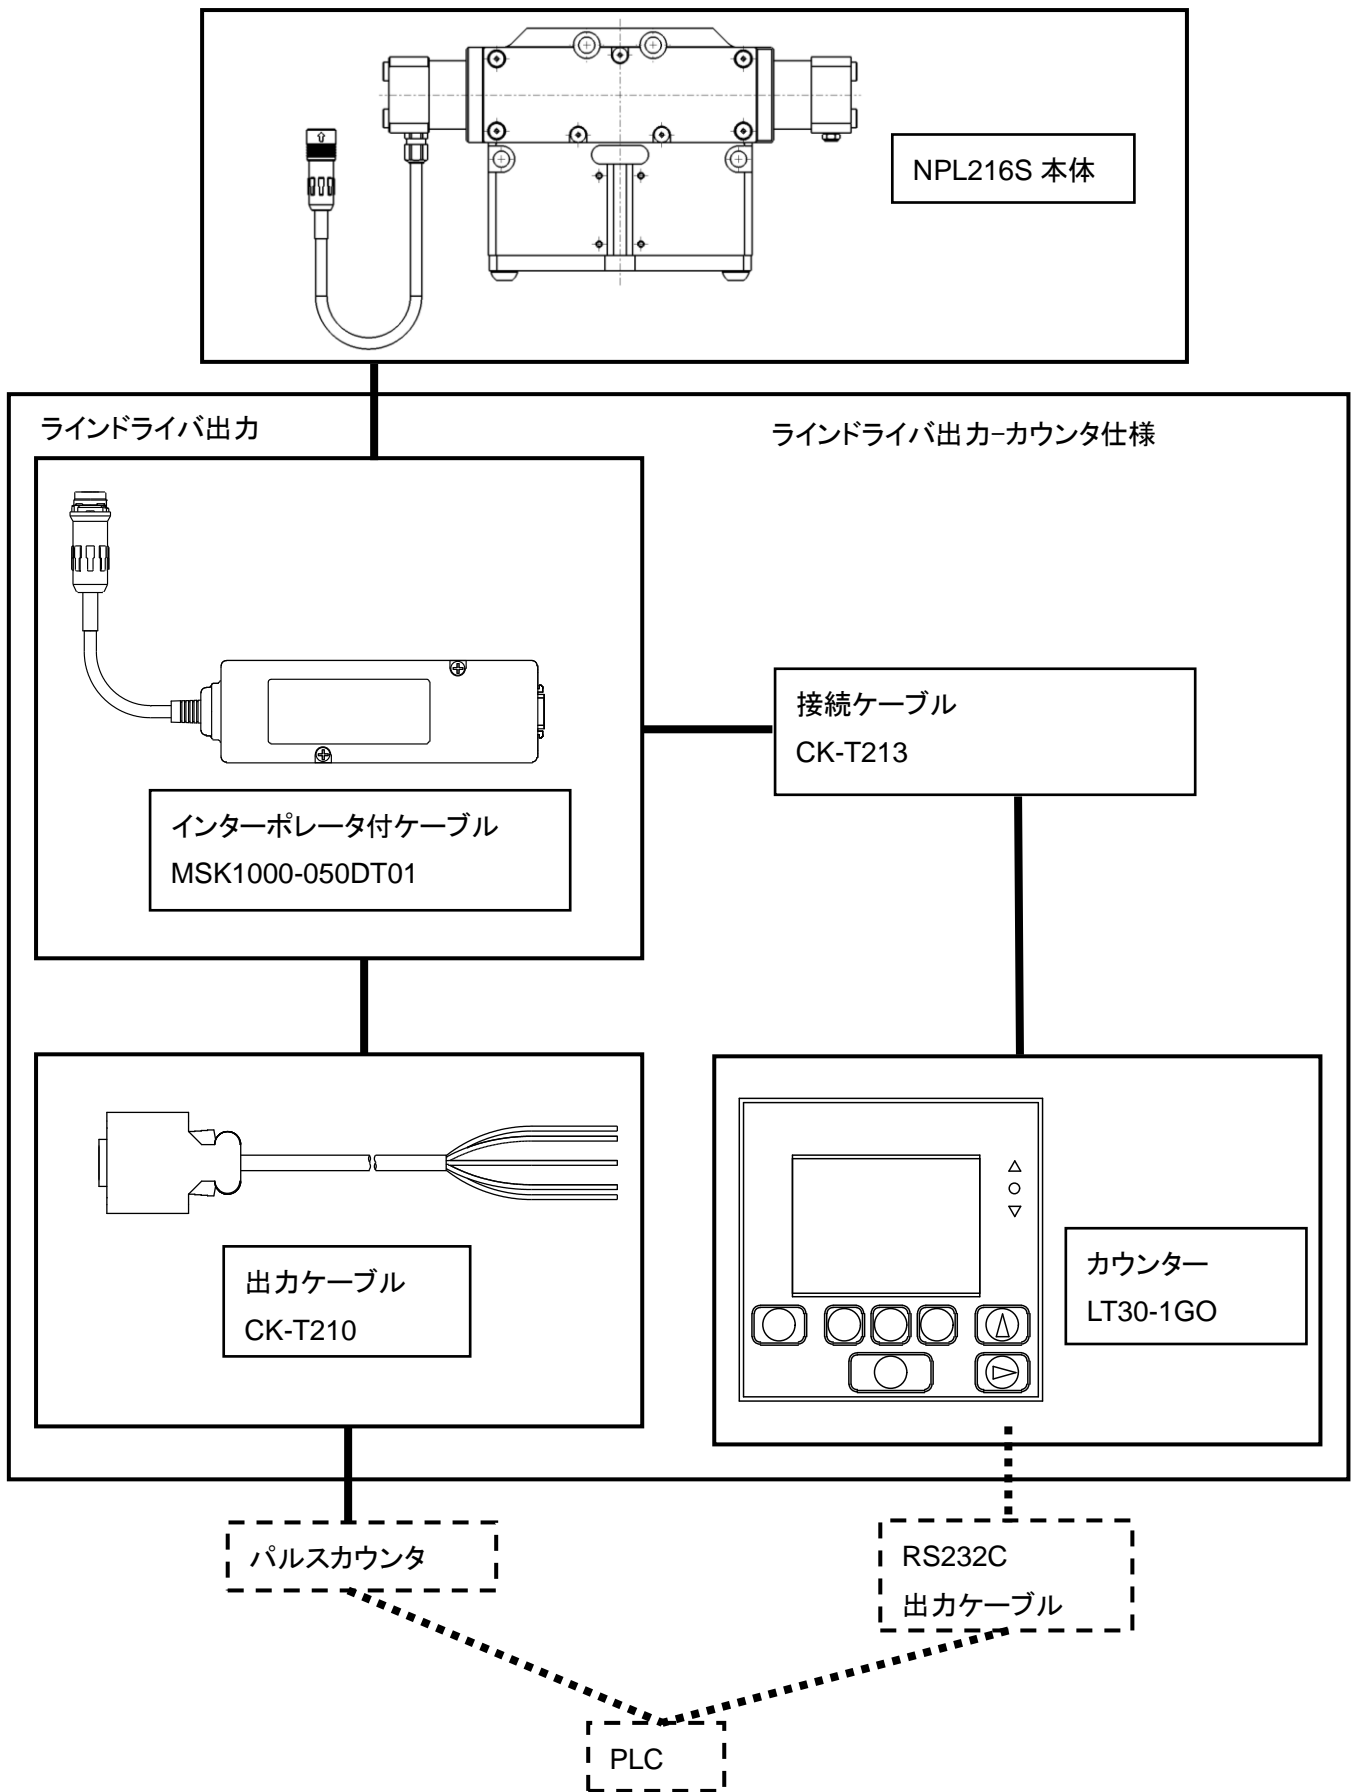 NPL216S 本体
ラインドライバ出力
ラインドライバ出力−カウンタ仕様
接続ケーブル
CK-T213
インターポレータ付ケーブル
MSK1000-050DT01
出力ケーブル
CK-T210
カウンター
LT30-1GO
パルスカウンタ
RS232C
出力ケーブル
PLC